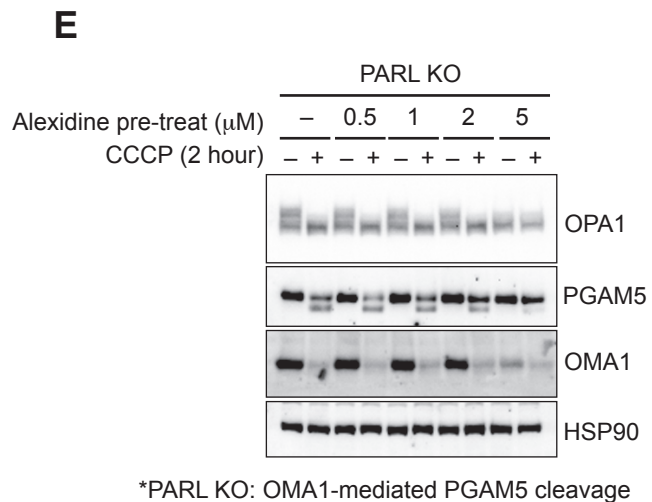 E
PARL KO
Alexidine pre-treat (μM) – 0.5 1 2 5
CCCP (2 hour) – + – + – + – + – +
OPA1
PGAM5
OMA1
HSP90
*PARL KO: OMA1-mediated PGAM5 cleavage